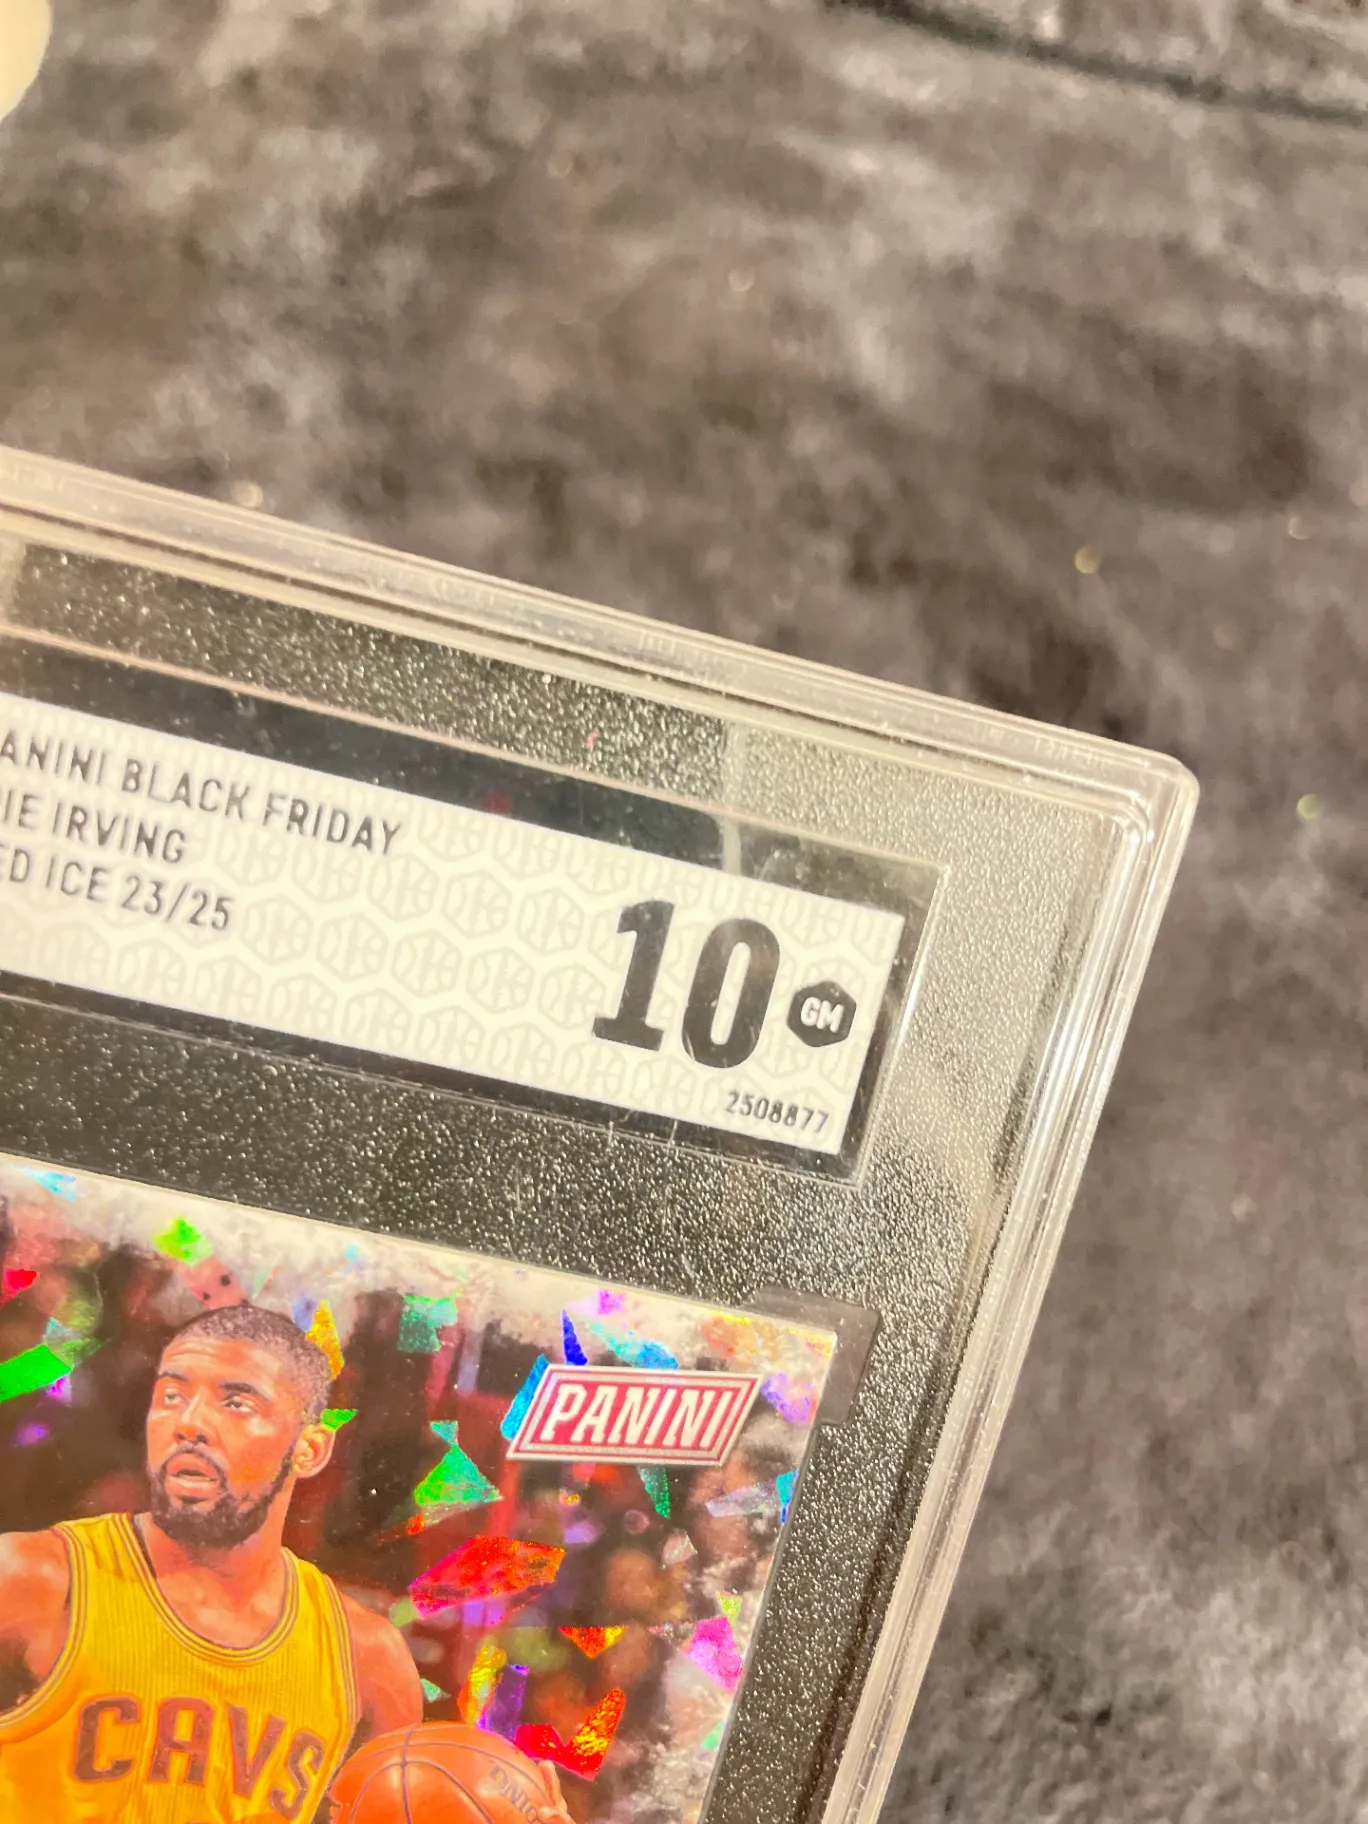 ANINI BLACK FRIDAY
IE IRVING
ED ICE 23/25
10
GM
2508877
PANINI
CAVS